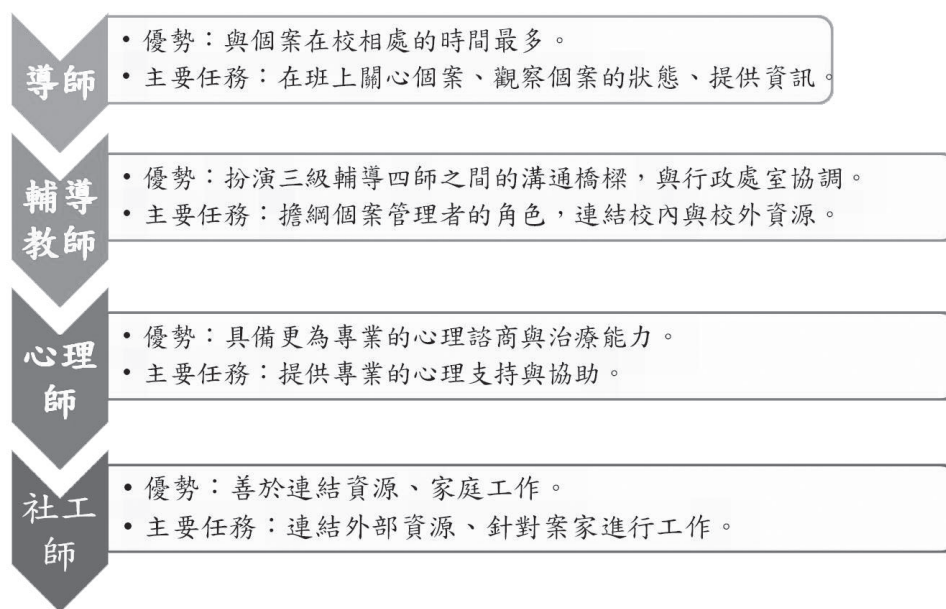 導師
• 優勢：與個案在校相處的時間最多。
• 主要任務：在班上關心個案、觀察個案的狀態、提供資訊。
輔導
教師
• 優勢：扮演三級輔導四師之間的溝通橋樑，與行政處室協調。
• 主要任務：擔綱個案管理者的角色，連結校內與校外資源。
心理
師
• 優勢：具備更為專業的心理諮商與治療能力。
• 主要任務：提供專業的心理支持與協助。
社工
師
• 優勢：善於連結資源、家庭工作。
• 主要任務：連結外部資源、針對案家進行工作。